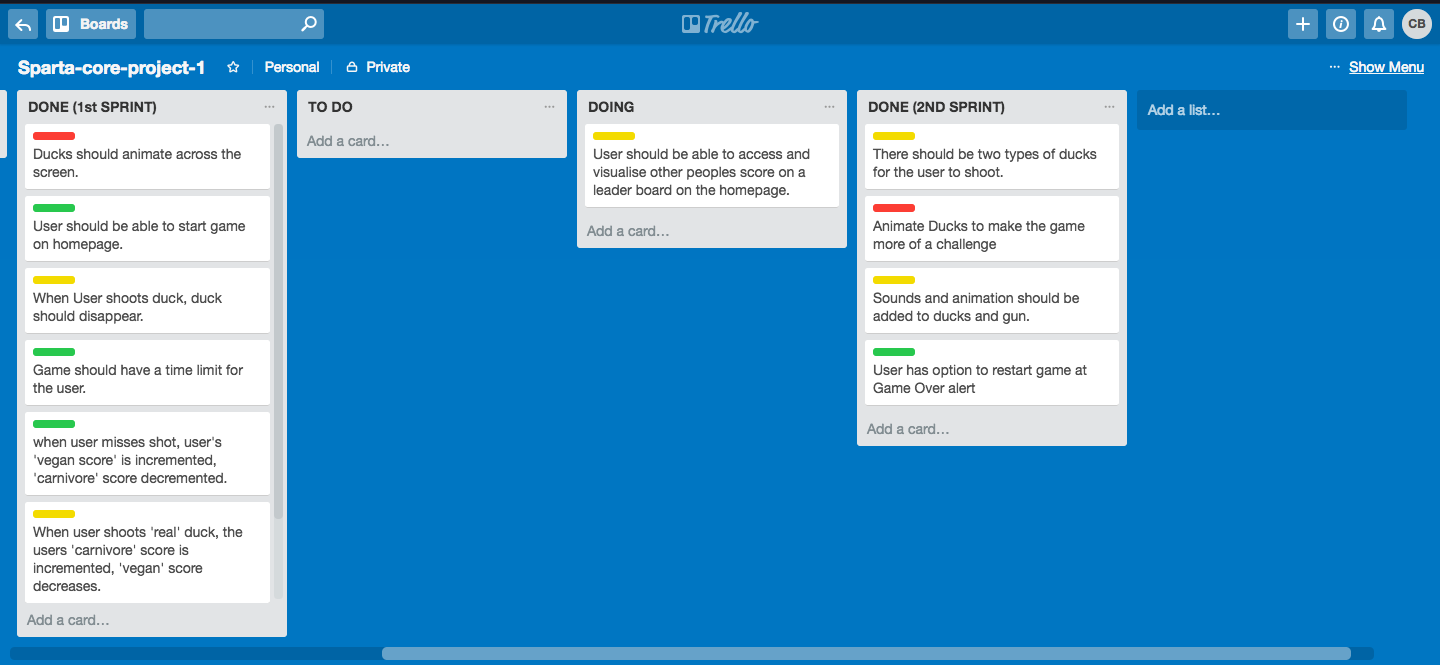 Boards
Trello
CB
Sparta-core-project-1
Personal
Private
... Show Menu
DONE (1st SPRINT) ...
Ducks should animate across the
screen.
User should be able to start game
on homepage.
When User shoots duck, duck
should disappear.
Game should have a time limit for
the user.
when user misses shot, user's
'vegan score' is incremented,
'carnivore' score decremented.
When user shoots 'real' duck, the
users 'carnivore' score is
incremented, 'vegan' score
decreases.
Add a card...
TO DO ...
Add a card...
DOING ...
User should be able to access and
visualise other peoples score on a
leader board on the homepage.
Add a card...
DONE (2ND SPRINT) ...
There should be two types of ducks
for the user to shoot.
Animate Ducks to make the game
more of a challenge
Sounds and animation should be
added to ducks and gun.
User has option to restart game at
Game Over alert
Add a card...
Add a list...